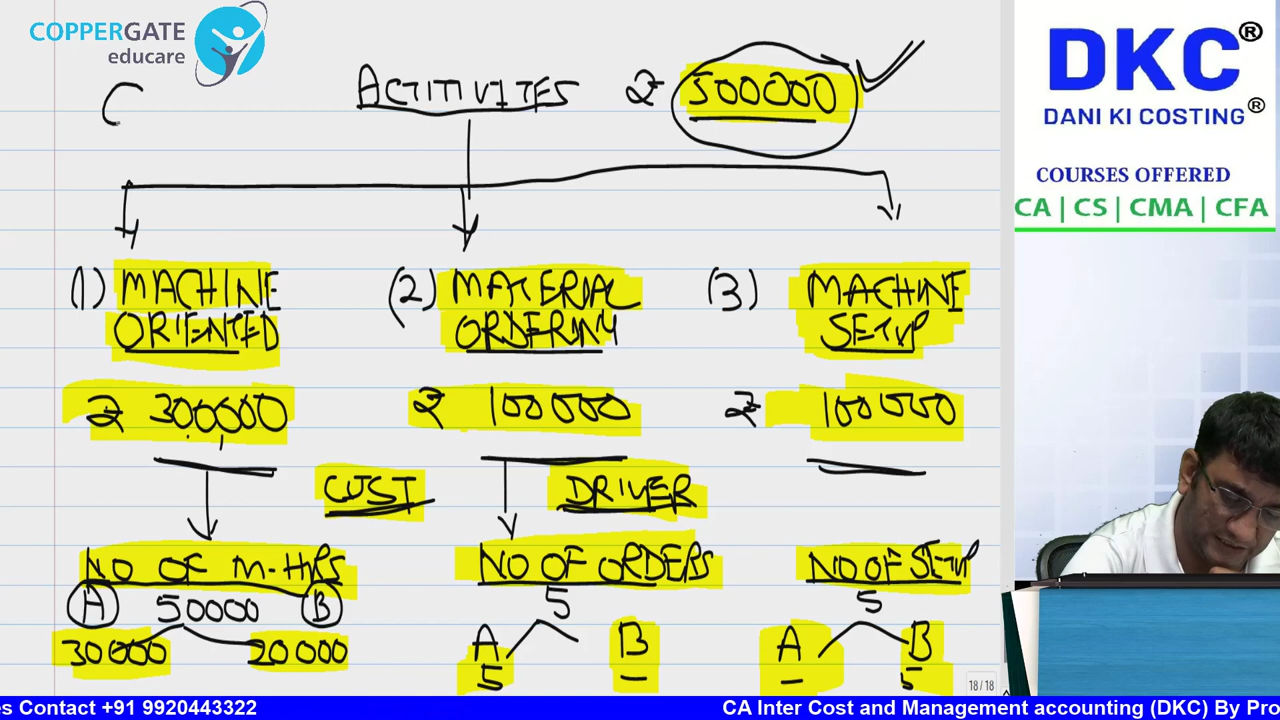 COPPERGATE
educare
C
ACTITIVITES ₹ 500000
(1) MACHINE
ORIENTED
(2) MATERIAL
ORDERING
(3) MACHINE
SETUP
₹ 300000
₹ 100000
₹ 100000
COST DRIVER
NO OF M-HRS
NO OF ORDERS
NO OF SETUP
A 50000 B
30000 20000
5
A B
5 –
5
A B
– 5
18/18
DKC®
DANI KI COSTING®
COURSES OFFERED
CA | CS | CMA | CFA
es Contact +91 9920443322
CA Inter Cost and Management accounting (DKC) By Pro